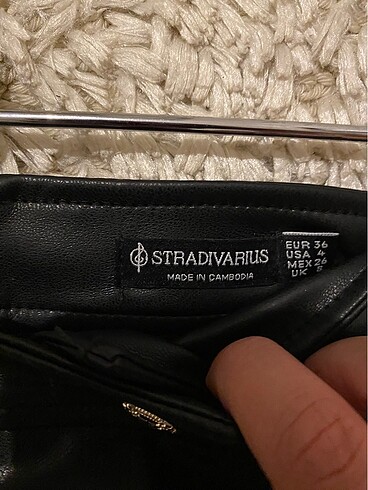 STRADIVARIUS
MADE IN CAMBODIA
EUR 36
USA 4
MEX 26
UK 8